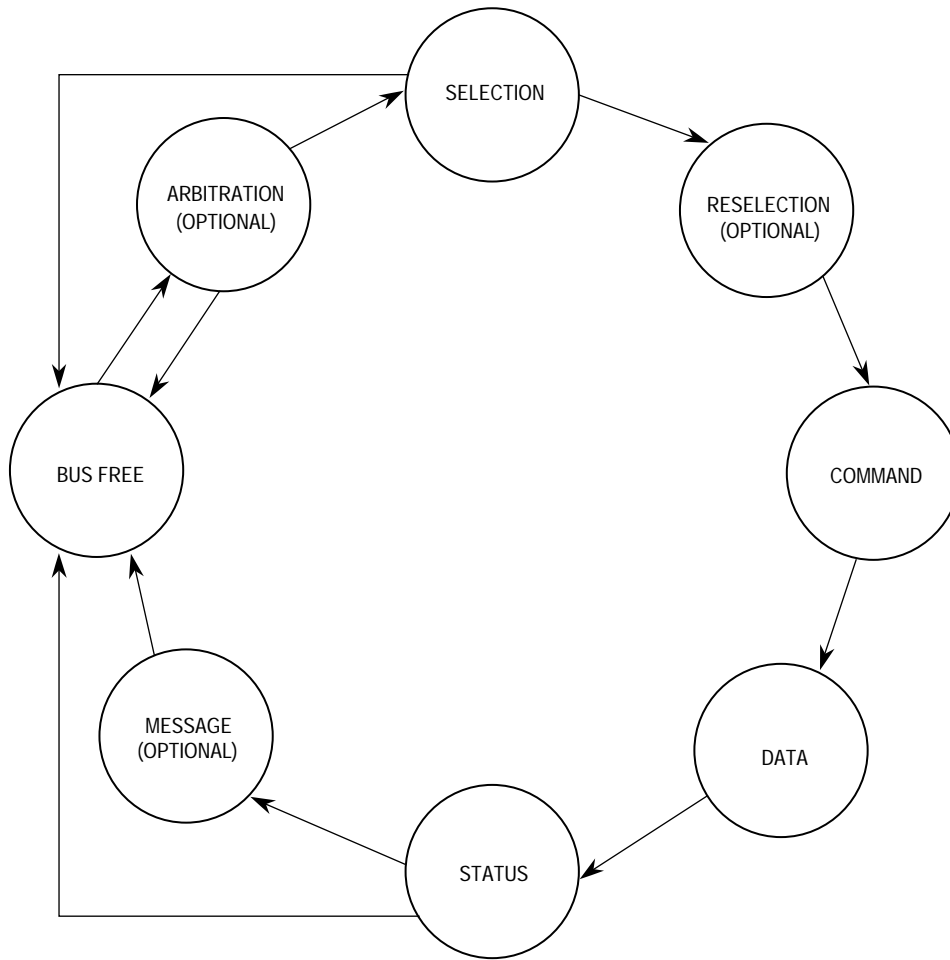 SELECTION
ARBITRATION
(OPTIONAL)
RESELECTION
(OPTIONAL)
BUS FREE
COMMAND
MESSAGE
(OPTIONAL)
DATA
STATUS